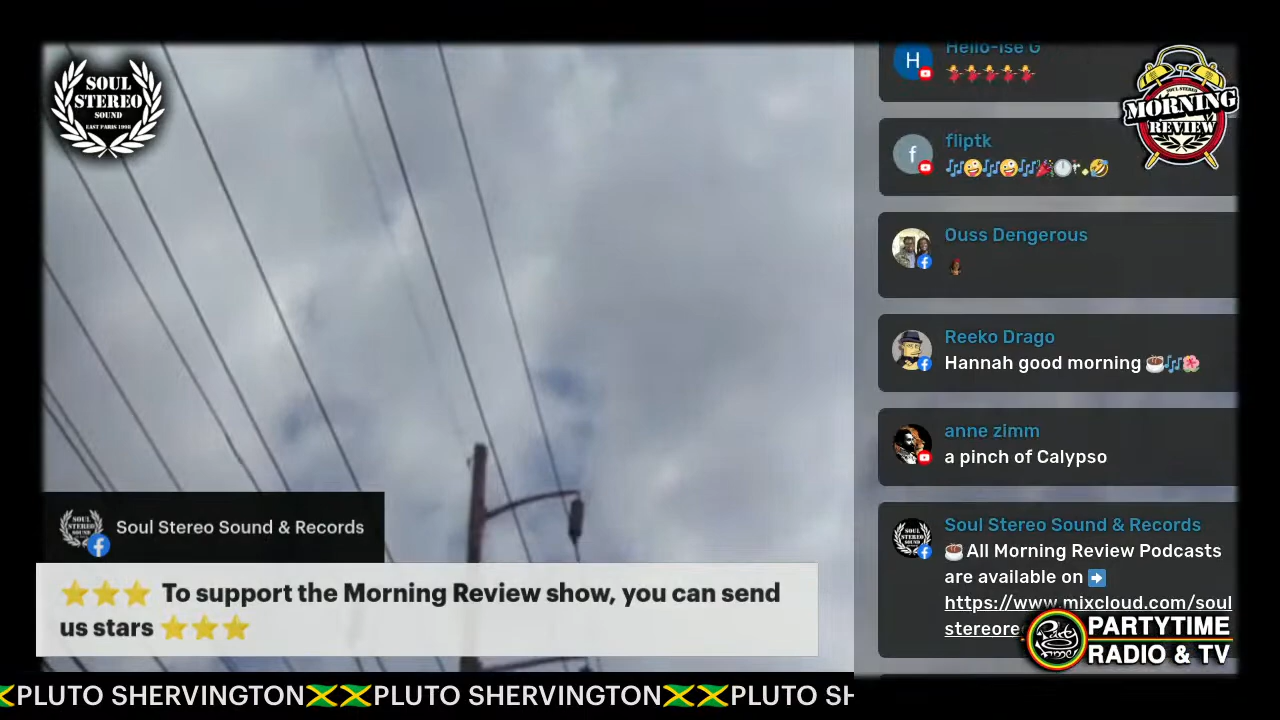 SOUL
STEREO
SOUND
EAST PARIS 1998
Hello-Ise G
H
MORNING
REVIEW
fliptk
f
Ouss Dengerous
Reeko Drago
Hannah good morning ☕🎶🌺
anne zimm
a pinch of Calypso
Soul Stereo Sound & Records
☕All Morning Review Podcasts
are available on ➡️
https://www.mixcloud.com/soul
stereore
PARTYTIME
RADIO & TV
Soul Stereo Sound & Records
⭐⭐⭐ To support the Morning Review show, you can send
us stars ⭐⭐⭐
PLUTO SHERVINGTON🇯🇲🇯🇲PLUTO SHERVINGTON🇯🇲🇯🇲PLUTO SH